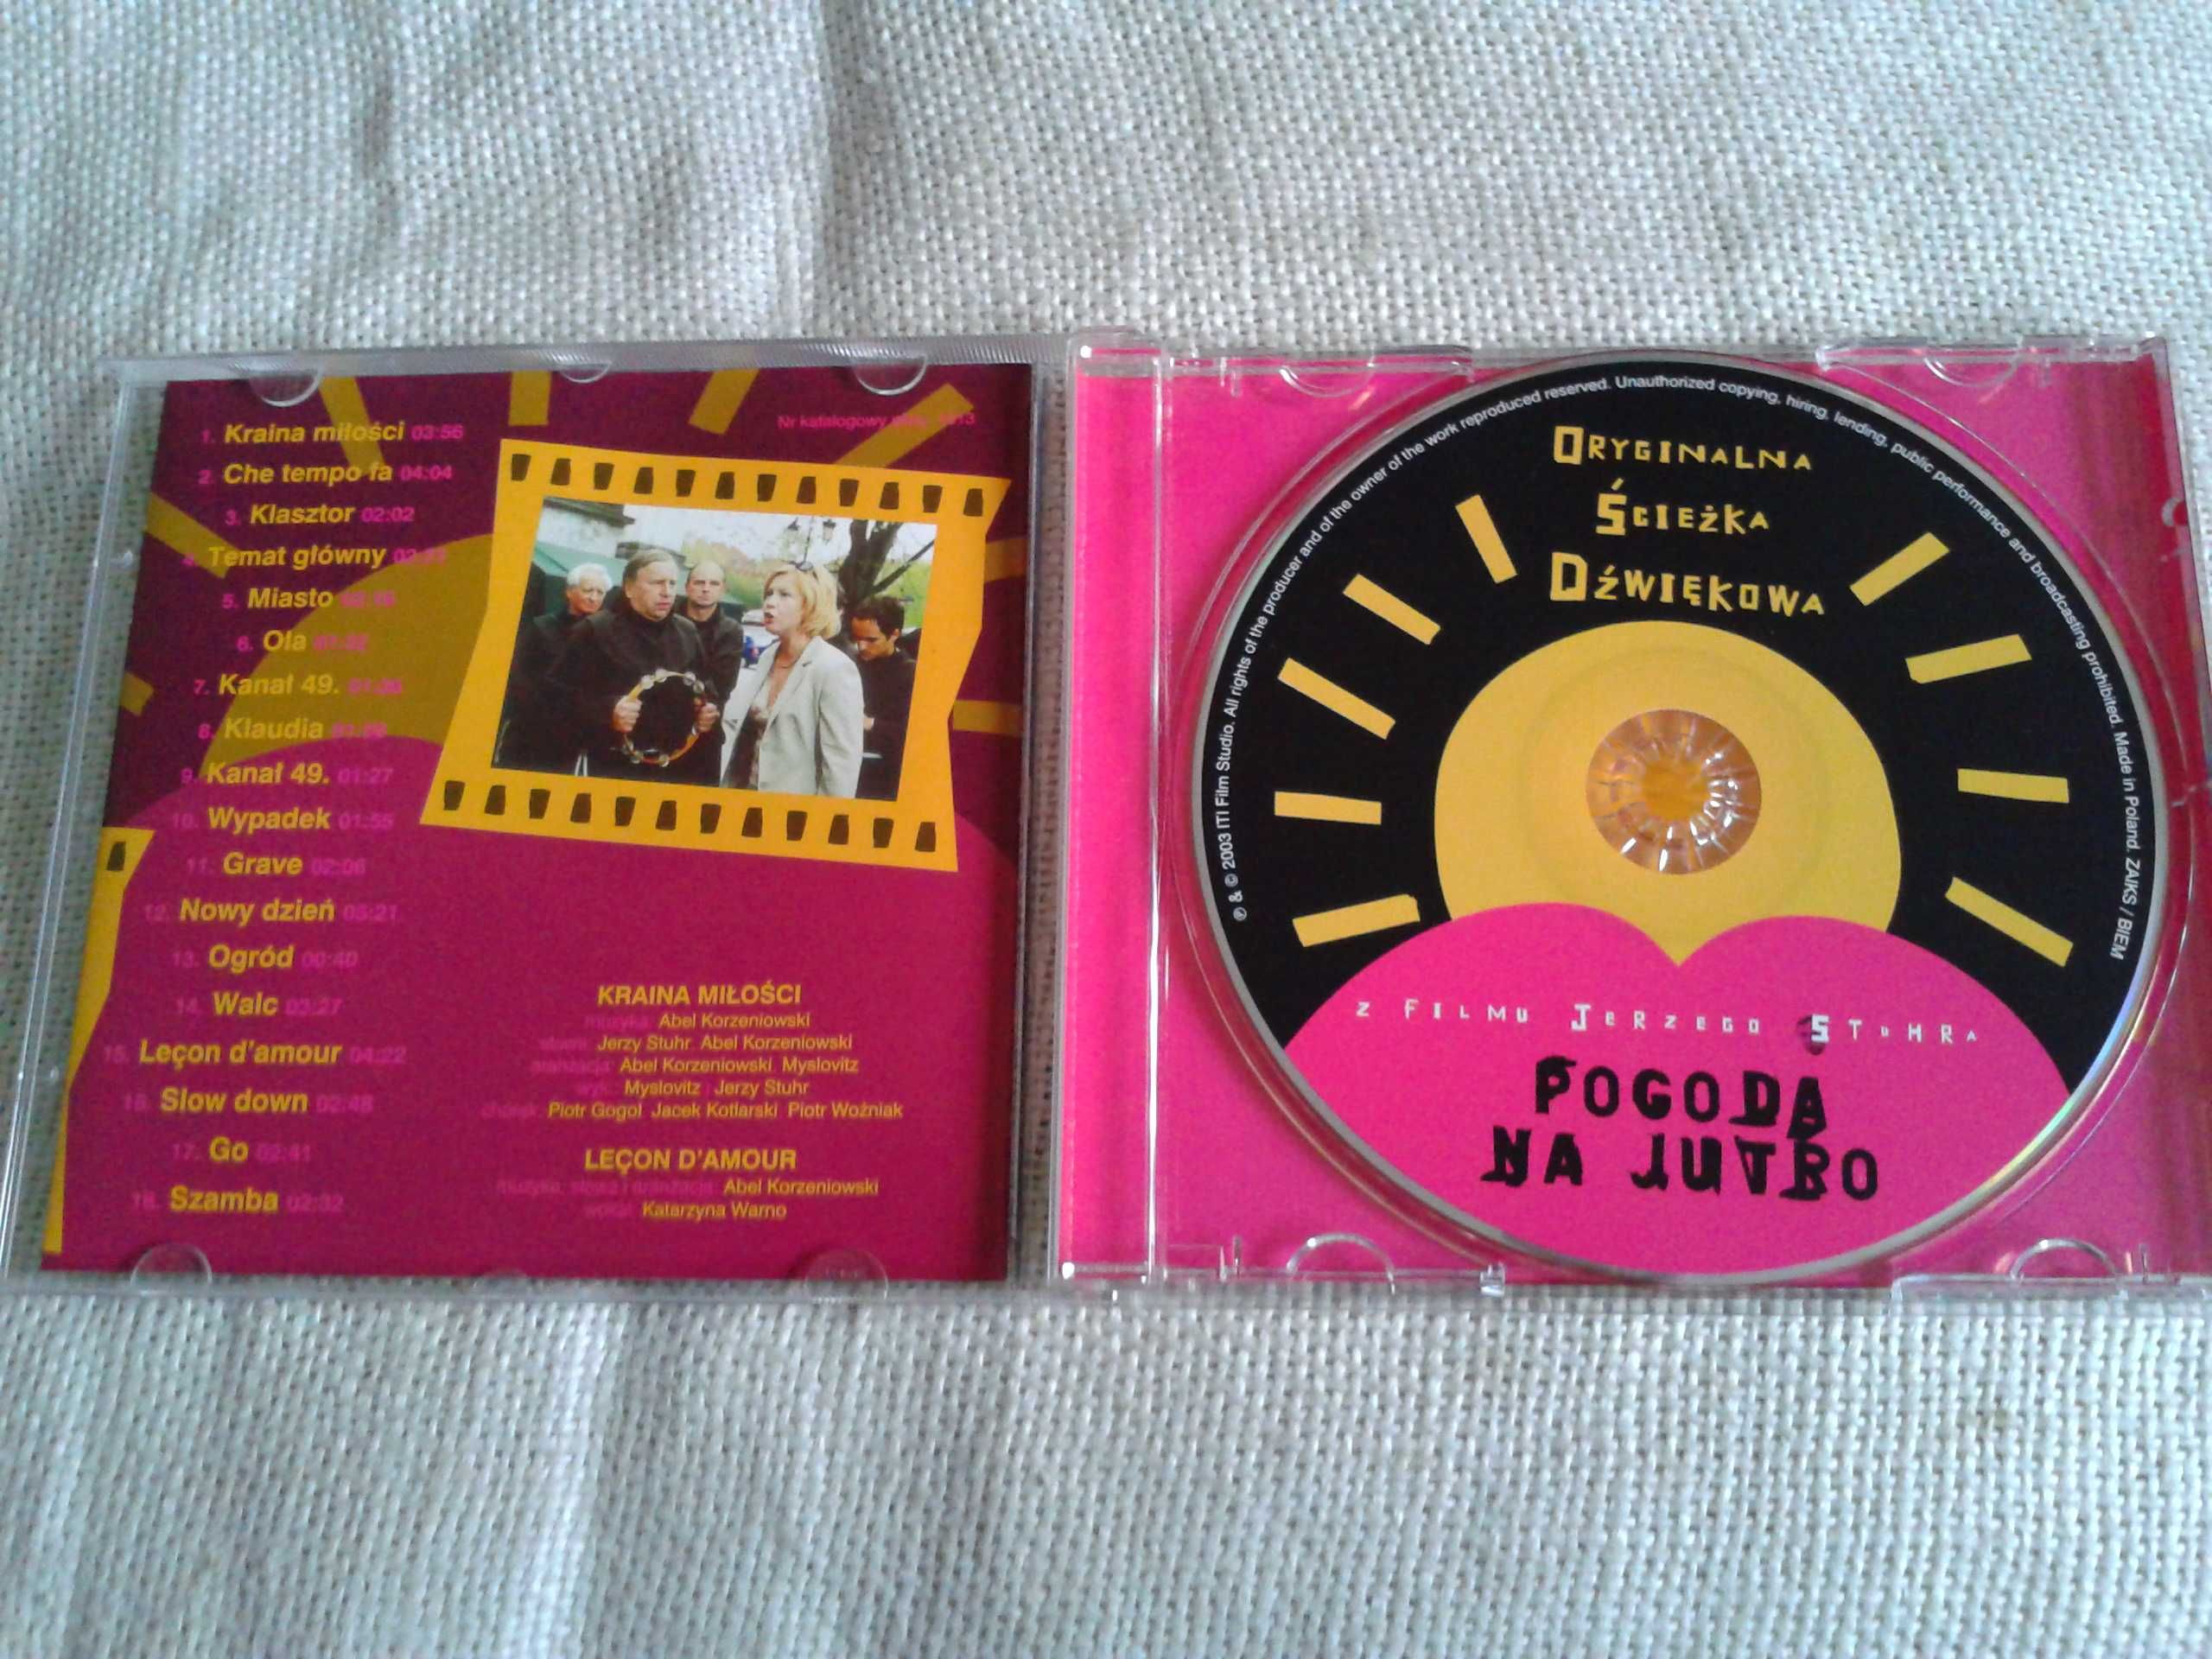 1. Kraina miłości 03:56
2. Che tempo fa 04:04
3. Klasztor 02:02
4. Temat główny
5. Miasto
6. Ola
7. Kanał 49.
8. Klaudia
9. Kanał 49. 01:27
10. Wypadek 01:55
11. Grave 02:06
12. Nowy dzień 03:21
13. Ogród 00:40
14. Walc 03:27
15. Leçon d'amour 04:22
16. Slow down 02:48
17. Go 02:41
18. Szamba 02:32
Nr katalogowy
KRAINA MIŁOŚCI
muzyka: Abel Korzeniowski
słowa: Jerzy Stuhr, Abel Korzeniowski
aranżacja: Abel Korzeniowski, Myslovitz
wyk.: Myslovitz i Jerzy Stuhr
chórek: Piotr Gogol, Jacek Kotlarski, Piotr Woźniak
LEÇON D'AMOUR
muzyka, słowa i aranżacja: Abel Korzeniowski
wokal: Katarzyna Warno
℗ & © 2003 ITI Film Studio. All rights of the producer and of the owner of the work reproduced reserved. Unauthorized copying, hiring, lending, public performance and broadcasting prohibited. Made in Poland. ZAIKS / BIEM
ORYGINALNA
ŚCIEŻKA
DŹWIĘKOWA
Z FILMU JERZEGO STUHRA
POGODA
NA JUTRO